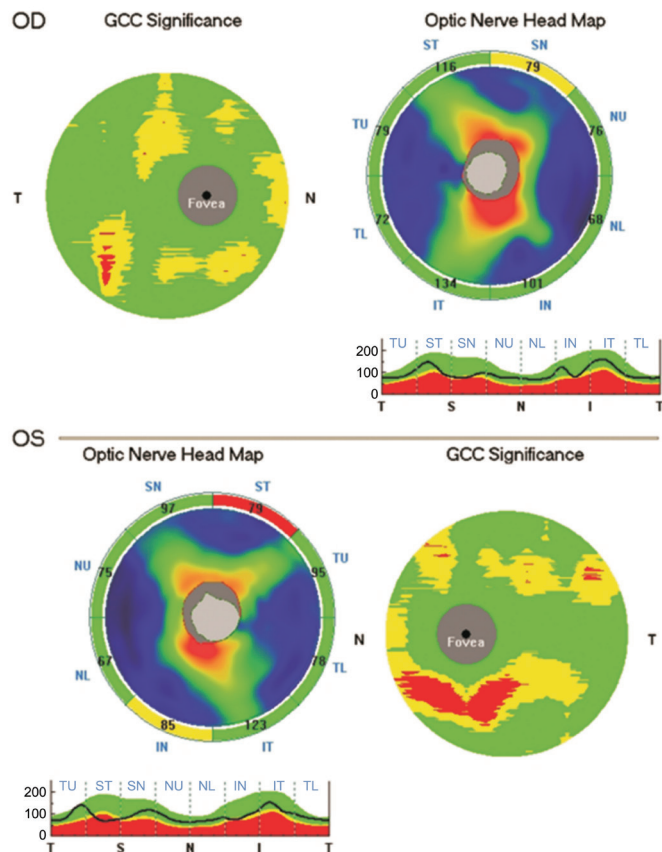 OD
GCC Significance
Optic Nerve Head Map
ST
SN
116
79
TU
NU
79
76
T
Fovea
N
72
68
TL
NL
134
101
IT
IN
TU ST SN NU NL IN IT TL
200
100
0
T S N I T
OS
Optic Nerve Head Map
GCC Significance
SN
ST
97
79
NU
TU
75
95
N
Fovea
T
67
78
NL
TL
85
123
IN
IT
TU ST SN NU NL IN IT TL
200
100
0
T S N I T